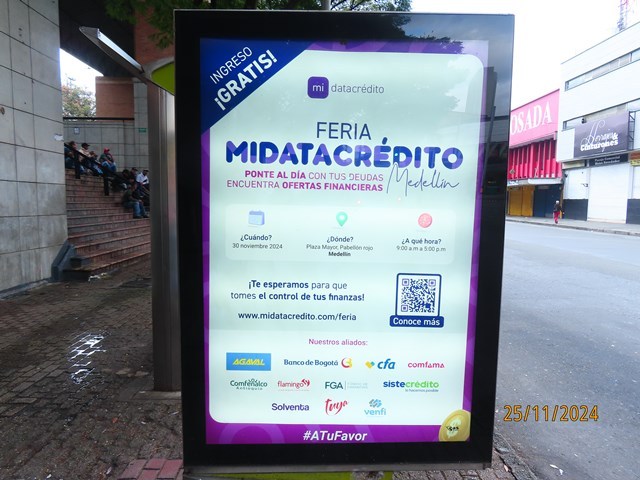 INGRESO
¡GRATIS!
mi datacrédito
FERIA
MIDATACRÉDITO
PONTE AL DÍA CON TUS DEUDAS
ENCUENTRA OFERTAS FINANCIERAS
Medellín
¿Cuándo?
30 noviembre 2024
¿Dónde?
Plaza Mayor, Pabellón rojo
Medellín
¿A qué hora?
9:00 a.m a 5:00 p.m
¡Te esperamos para que
tomes el control de tus finanzas!
www.midatacredito.com/feria
Conoce más
Nuestros aliados:
AGAVAL
Banco de Bogotá
cfa
comfama
Comfenalco
Antioquia
flamingo
FGA
sistecrédito
Solventa
tuya
venfi
#ATuFavor
OSADA
25/11/2024